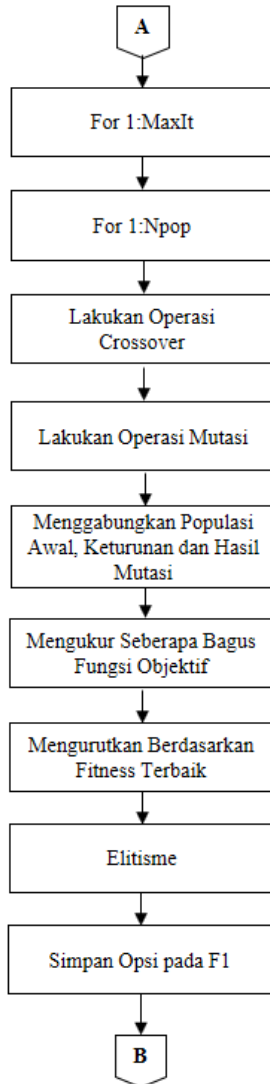 A
For 1:MaxIt
For 1:Npop
Lakukan Operasi
Crossover
Lakukan Operasi Mutasi
Menggabungkan Populasi
Awal, Keturunan dan Hasil
Mutasi
Mengukur Seberapa Bagus
Fungsi Objektif
Mengurutkan Berdasarkan
Fitness Terbaik
Elitisme
Simpan Opsi pada F1
B